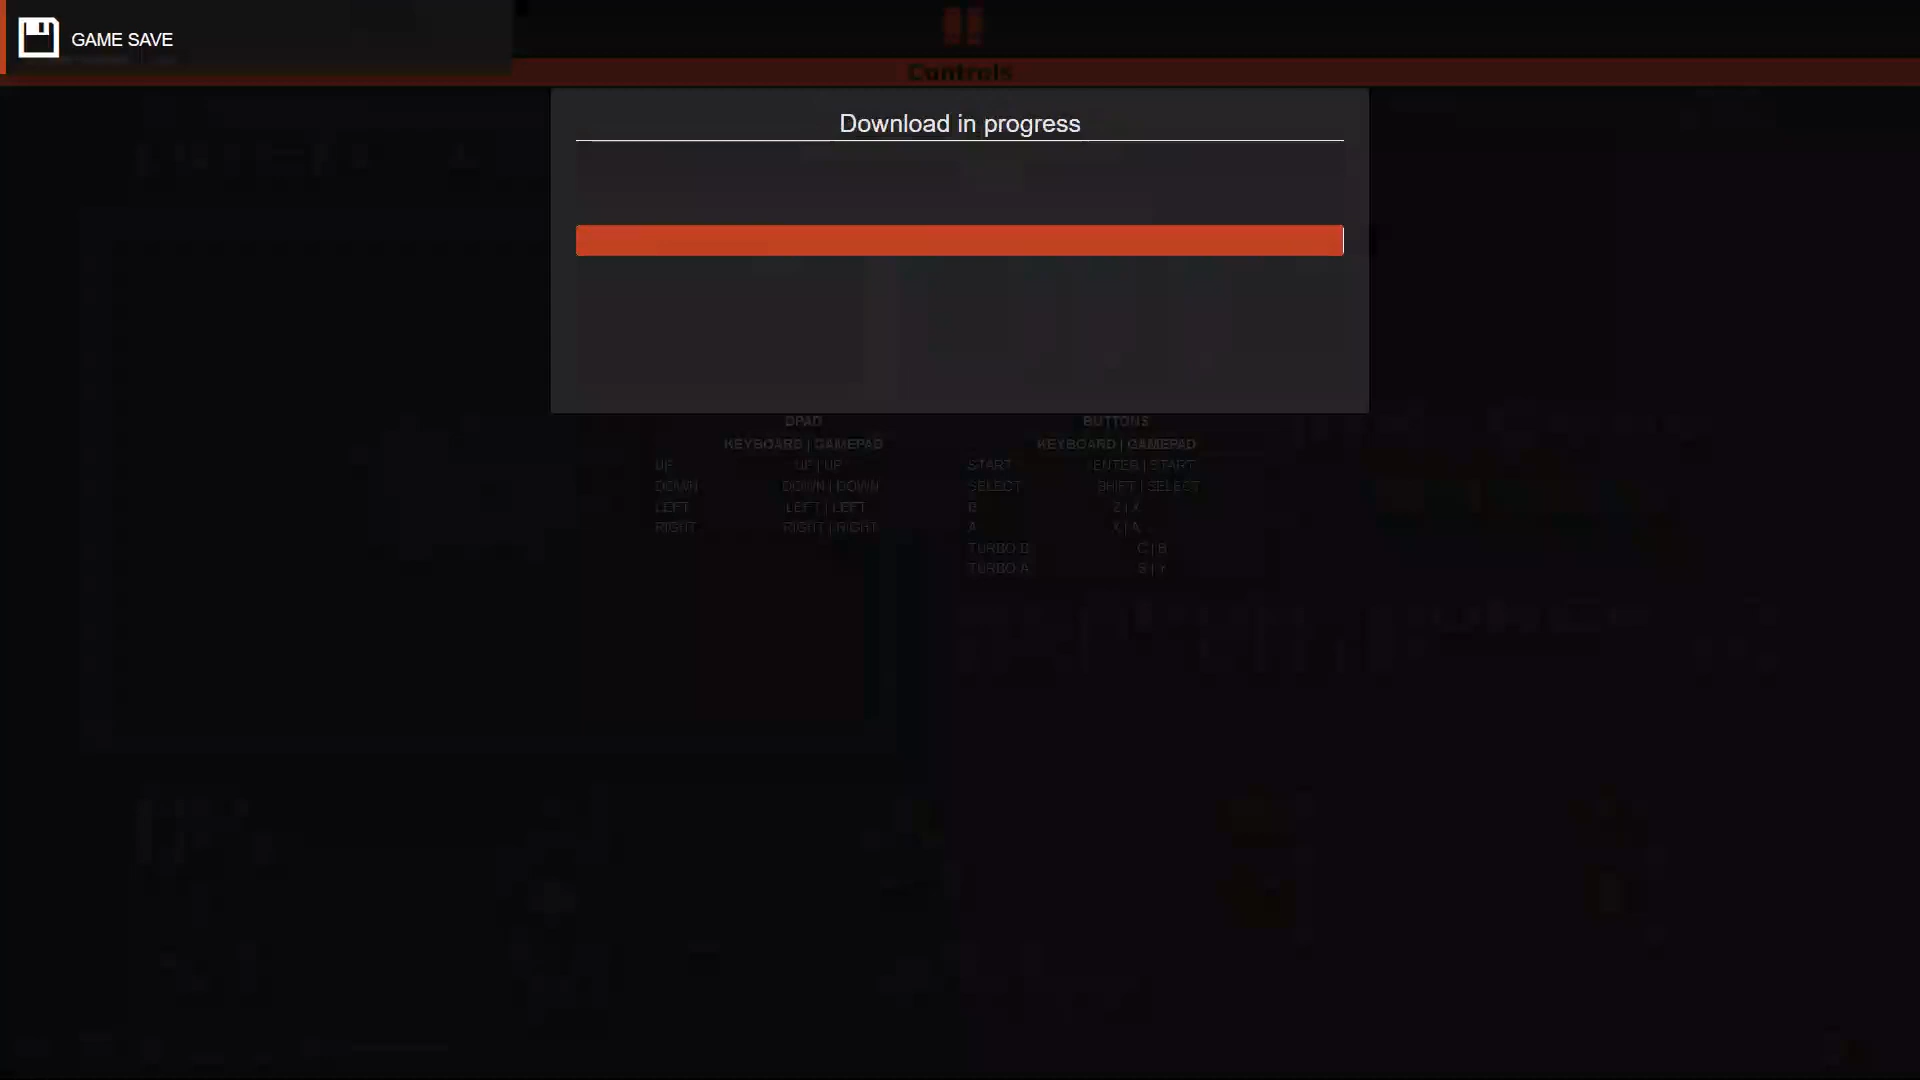 GAME SAVE
Controls
Download in progress
DPAD
KEYBOARD | GAMEPAD
UP UP | UP
DOWN DOWN | DOWN
LEFT LEFT | LEFT
RIGHT RIGHT | RIGHT
BUTTONS
KEYBOARD | GAMEPAD
START ENTER | START
SELECT SHIFT | SELECT
B Z | X
A X | A
TURBO B C | B
TURBO A S | Y